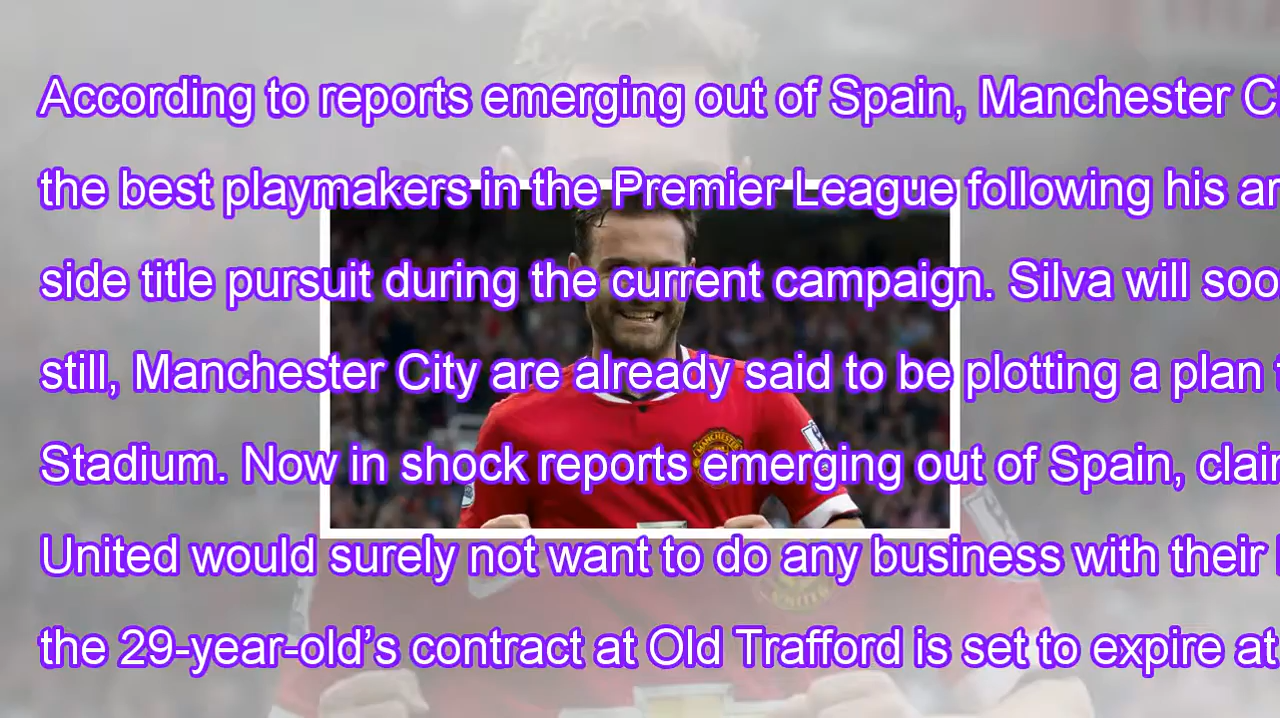 According to reports emerging out of Spain, Manchester
the best playmakers in the Premier League following his
side title pursuit during the current campaign. Silva will
still, Manchester City are already said to be plotting a plan
Stadium. Now in shock reports emerging out of Spain,
United would surely not want to do any business with their
the 29-year-old’s contract at Old Trafford is set to expire at
MANCHESTER
UNITED